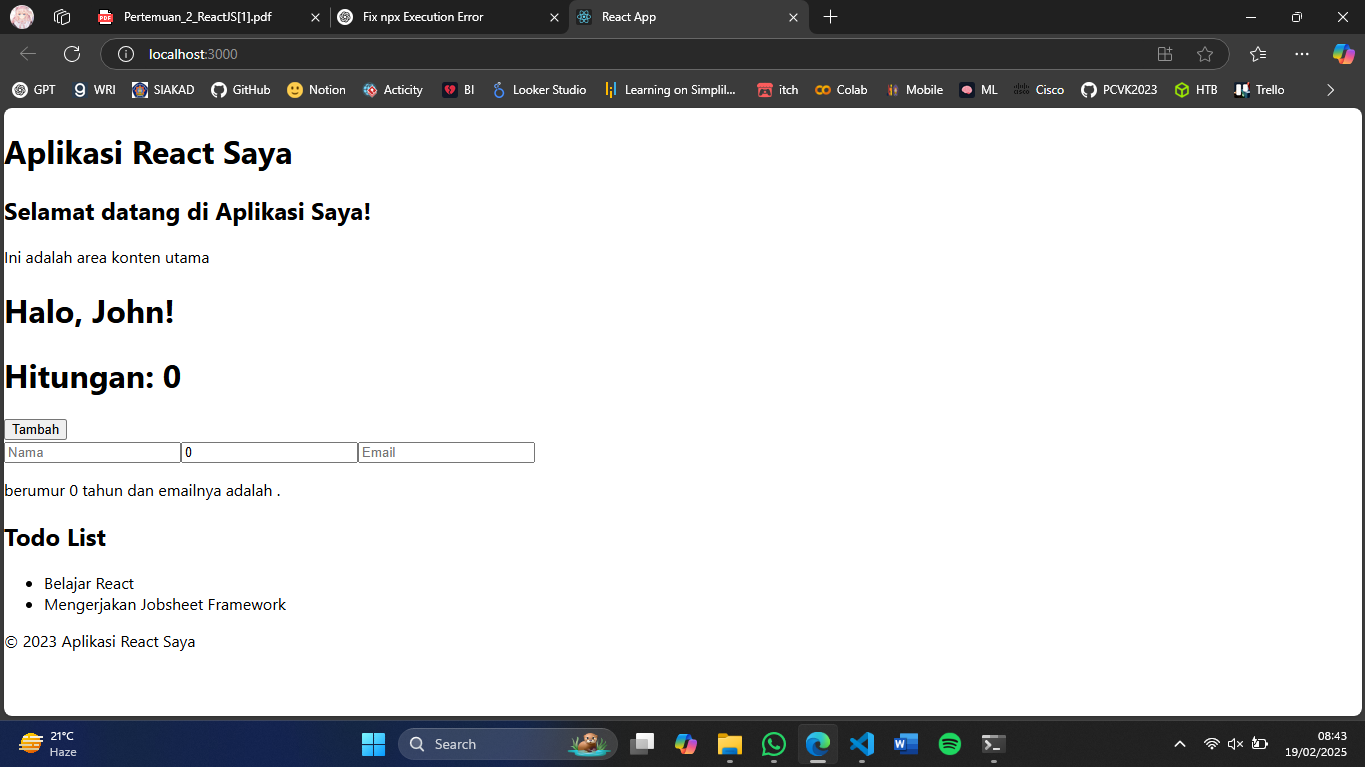 Pertemuan_2_ReactJS[1].pdf
Fix npx Execution Error
React App
localhost:3000
GPT
WRI
SIAKAD
GitHub
Notion
Acticity
BI
Looker Studio
Learning on Simplil...
itch
Colab
Mobile
ML
Cisco
PCVK2023
HTB
Trello
Aplikasi React Saya
Selamat datang di Aplikasi Saya!
Ini adalah area konten utama
Halo, John!
Hitungan: 0
Tambah
Nama
0
Email
berumur 0 tahun dan emailnya adalah .
Todo List
Belajar React
Mengerjakan Jobsheet Framework
© 2023 Aplikasi React Saya
21°C
Haze
Search
08:43
19/02/2025